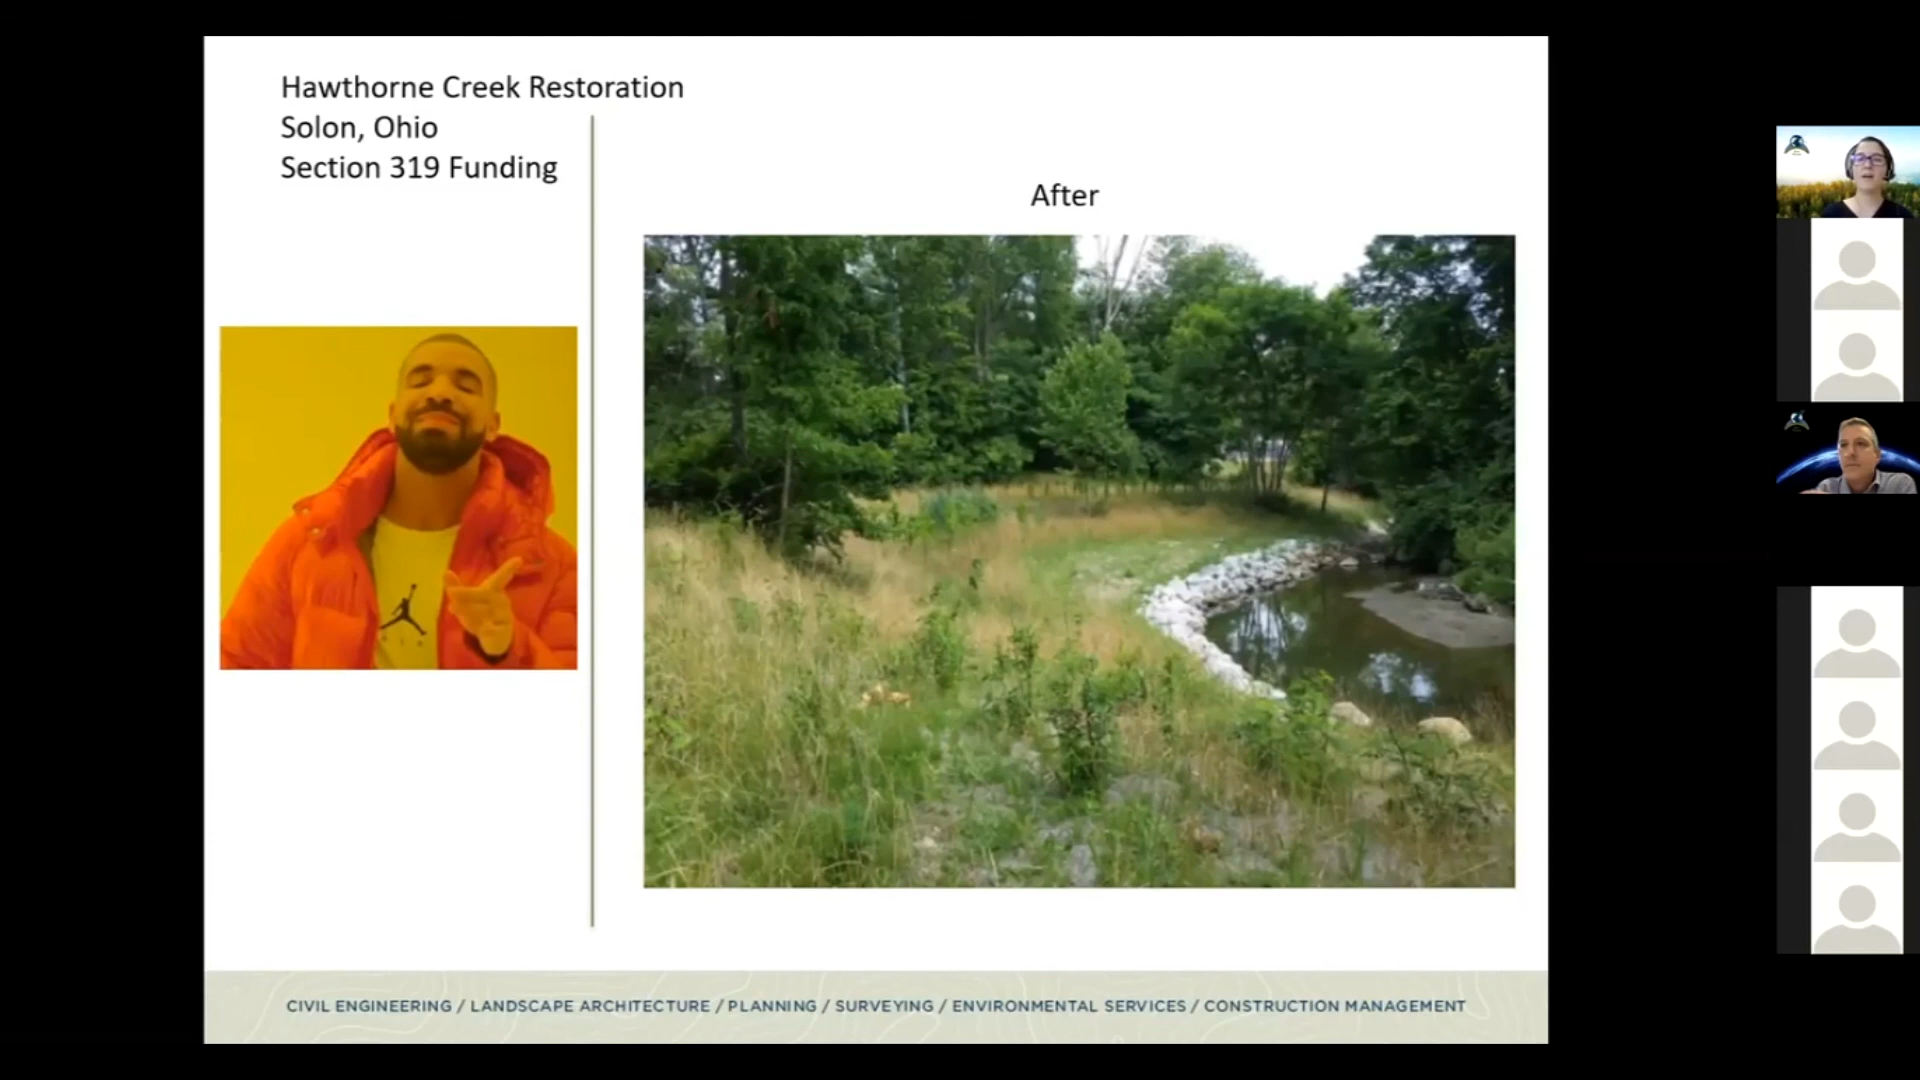 Hawthorne Creek Restoration
Solon, Ohio
Section 319 Funding
After
CIVIL ENGINEERING / LANDSCAPE ARCHITECTURE / PLANNING / SURVEYING / ENVIRONMENTAL SERVICES / CONSTRUCTION MANAGEMENT